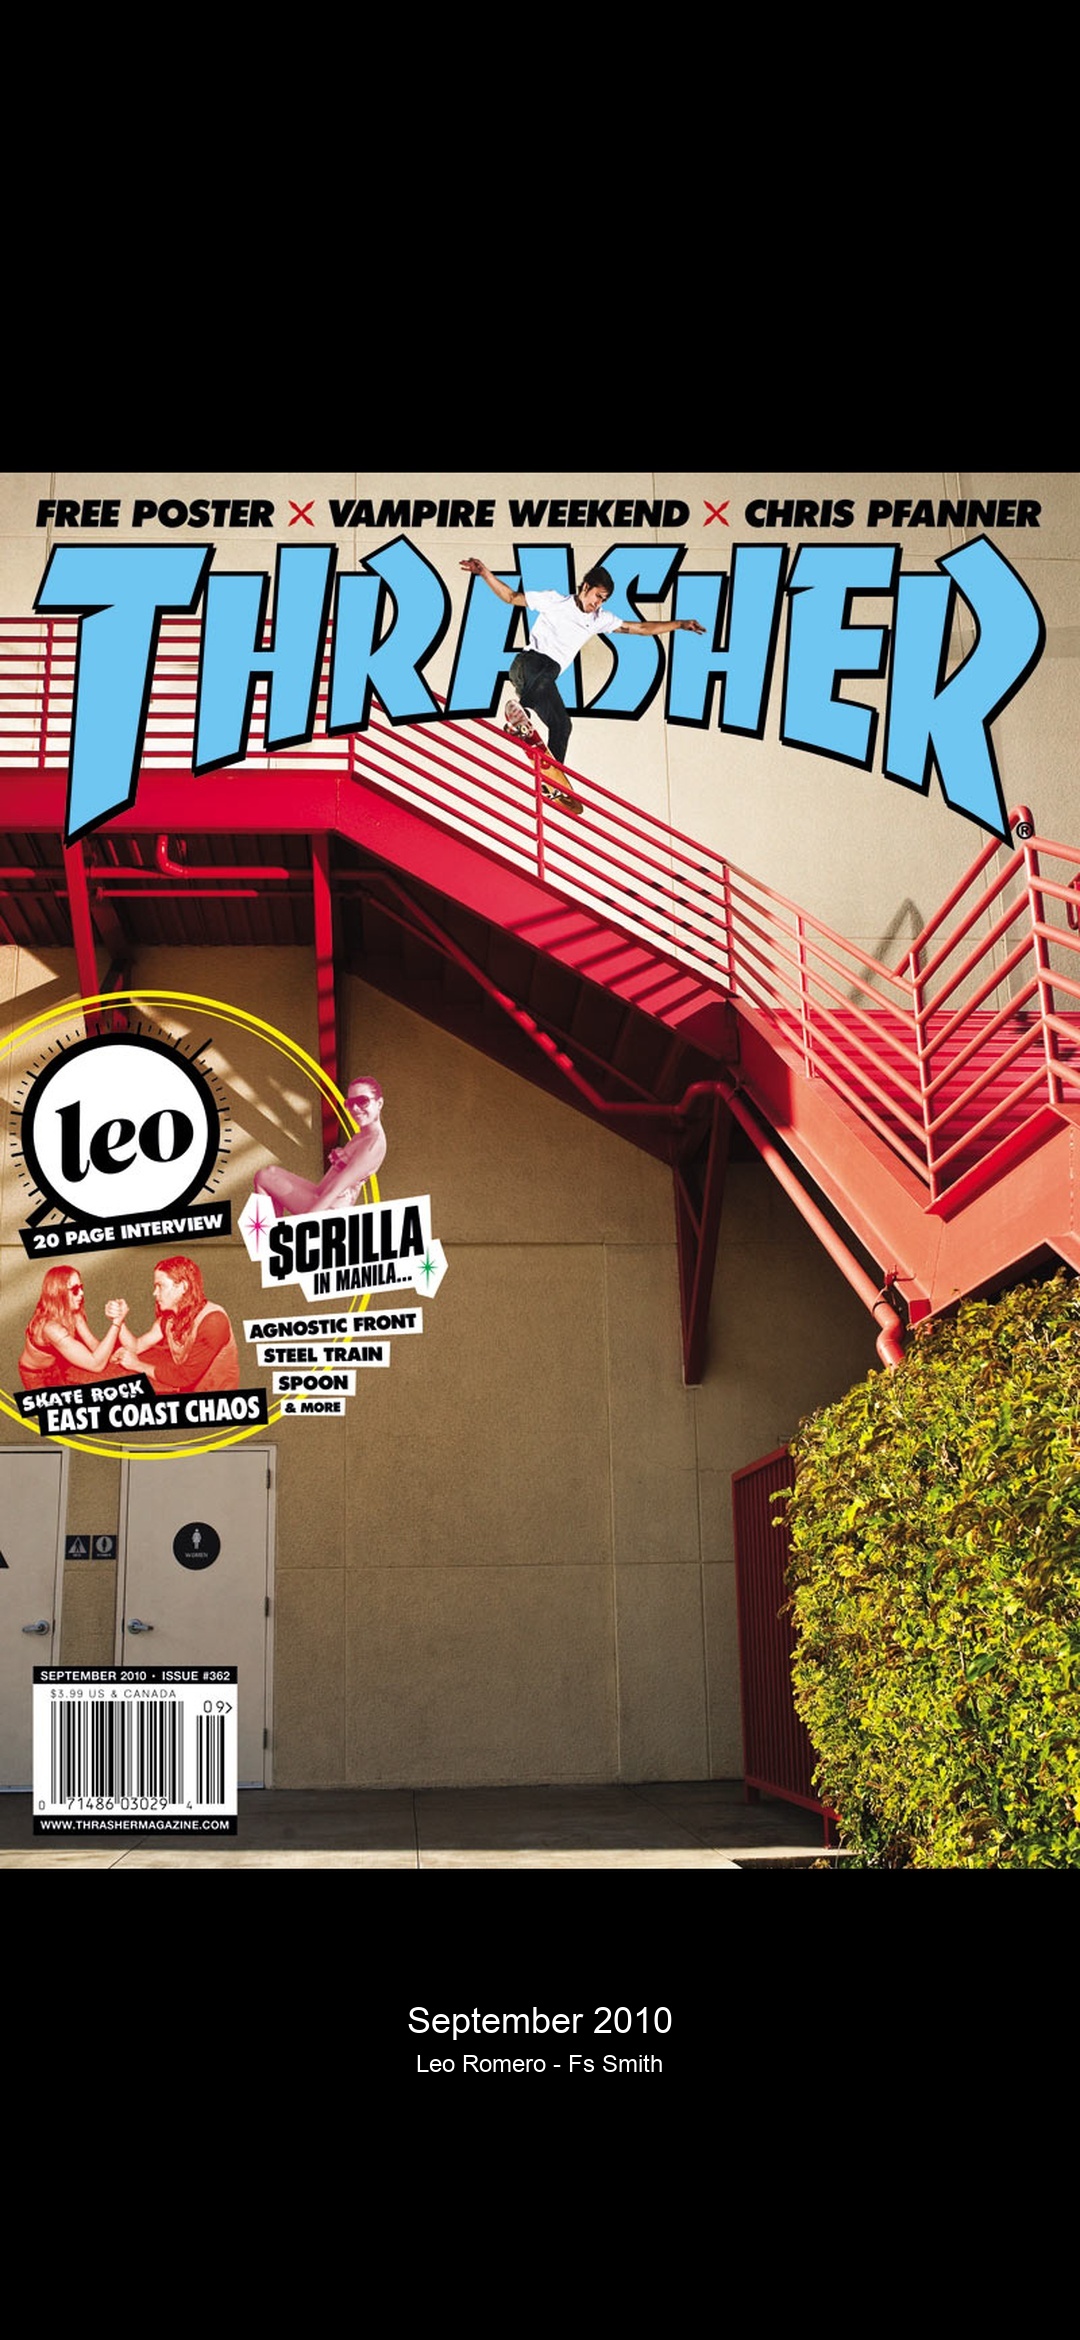 FREE POSTER X VAMPIRE WEEKEND X CHRIS PFANNER
THRASHER®
leo
20 PAGE INTERVIEW
$CRILLA
IN MANILA...
AGNOSTIC FRONT
STEEL TRAIN
SPOON
& MORE
SKATE ROCK
EAST COAST CHAOS
WOMEN
SEPTEMBER 2010 · ISSUE #362
$3.99 US & CANADA
09>
0 71486 03029 4
WWW.THRASHERMAGAZINE.COM
September 2010
Leo Romero - Fs Smith